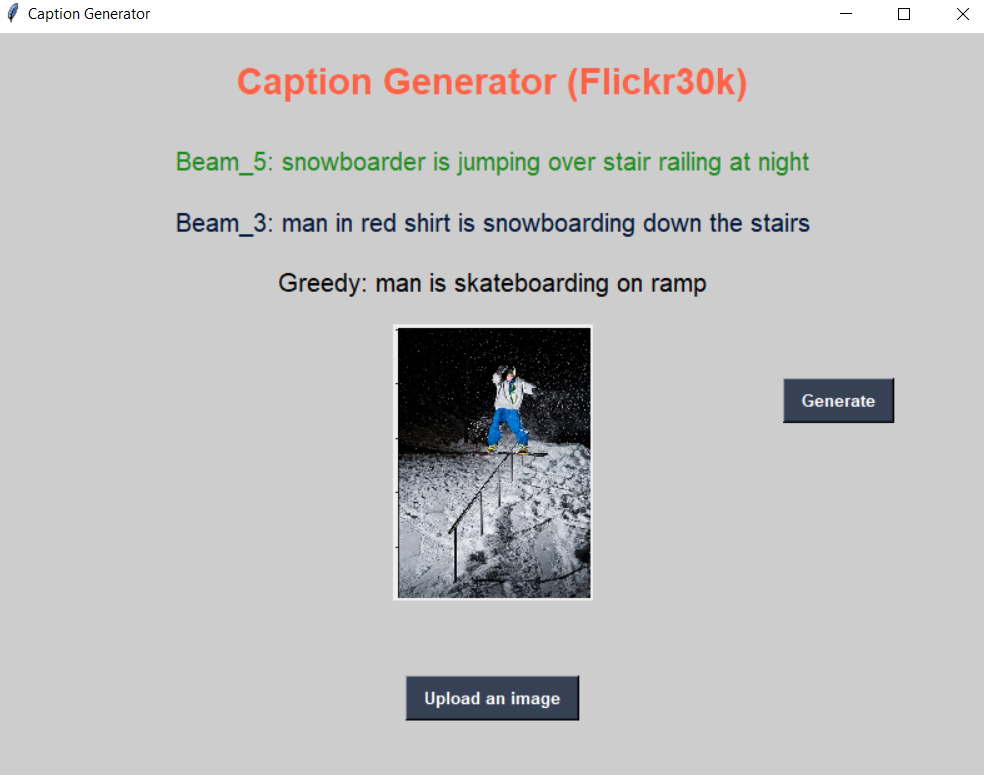 Caption Generator
Caption Generator (Flickr30k)
Beam_5: snowboarder is jumping over stair railing at night
Beam_3: man in red shirt is snowboarding down the stairs
Greedy: man is skateboarding on ramp
Generate
Upload an image